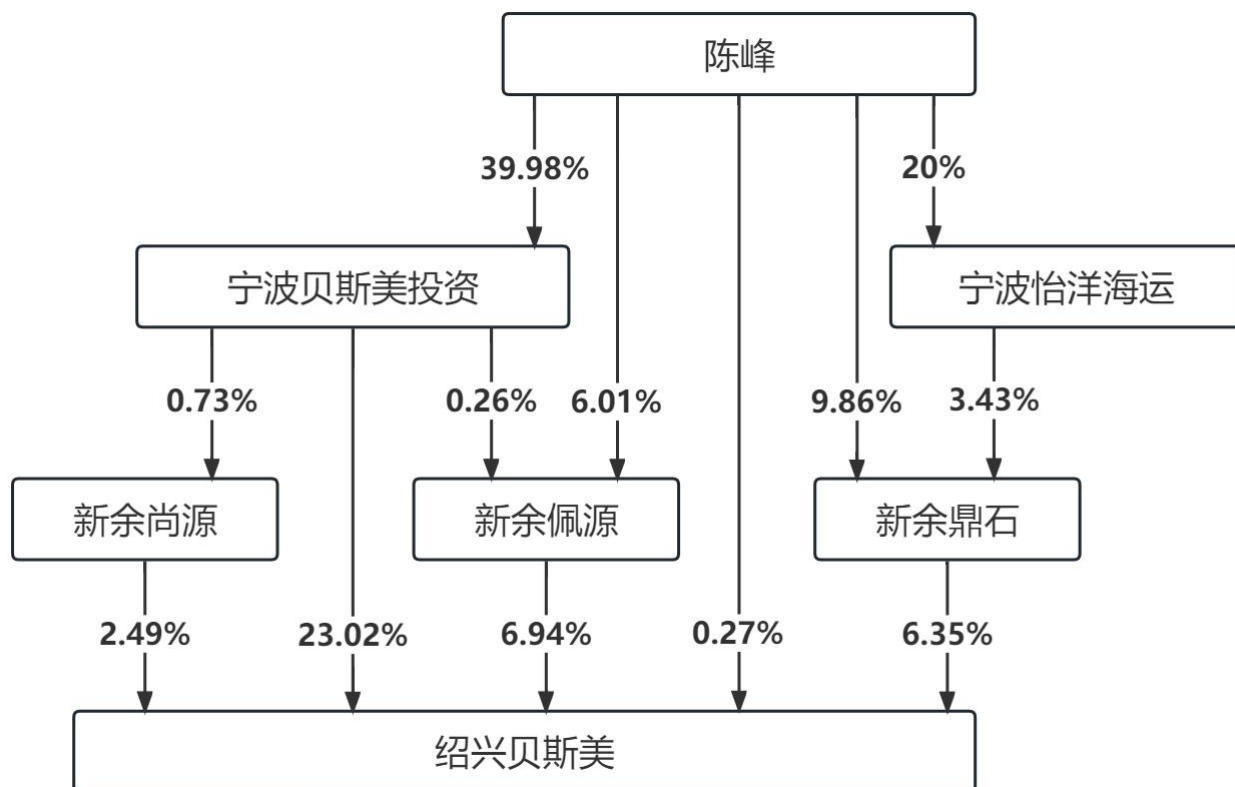 陈峰
39.98%
20%
宁波贝斯美投资
宁波怡洋海运
0.73%
0.26%
6.01%
9.86%
3.43%
新余尚源
新余佩源
新余鼎石
2.49%
23.02%
6.94%
0.27%
6.35%
绍兴贝斯美